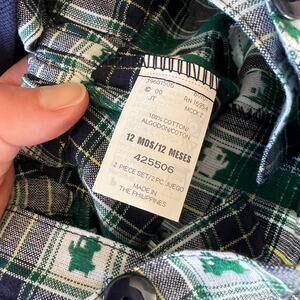 © 00
JT
100% COTTON/
ALGODON/COTON
12 MOS/12 MESES
425506
2 PIECE SET/2 PC JUEGO
MADE IN
THE PHILIPPINES